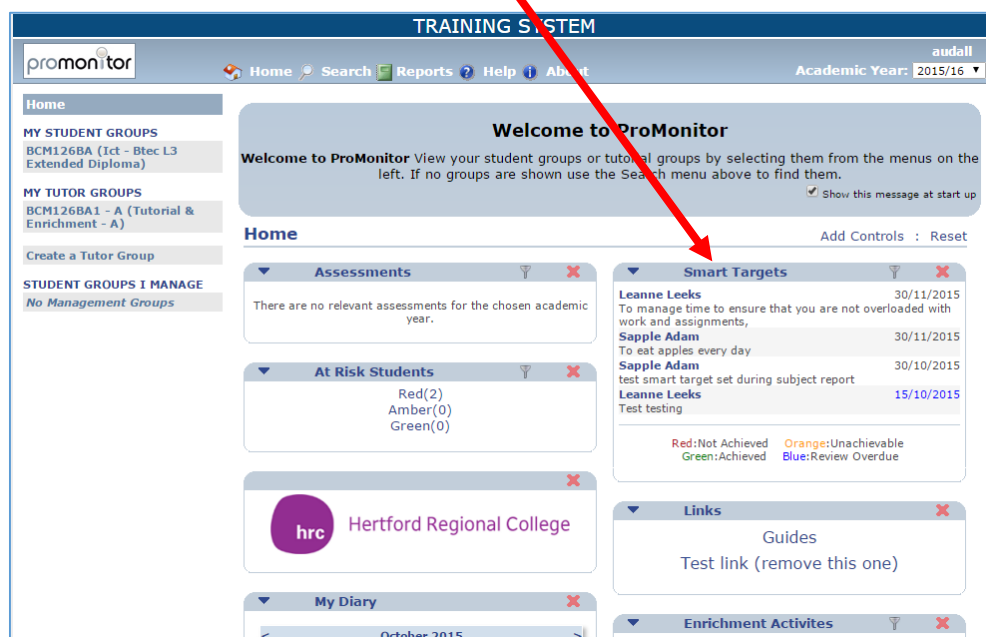 TRAINING SYSTEM
promonitor
Home Search Reports ? Help i About
audall
Academic Year: 2015/16
Home
MY STUDENT GROUPS
BCM126BA (Ict - Btec L3
Extended Diploma)
MY TUTOR GROUPS
BCM126BA1 - A (Tutorial &
Enrichment - A)
Create a Tutor Group
STUDENT GROUPS I MANAGE
No Management Groups
Welcome to ProMonitor
Welcome to ProMonitor View your student groups or tutorial groups by selecting them from the menus on the
left. If no groups are shown use the Search menu above to find them.
Show this message at start up
Home
Add Controls : Reset
Assessments
There are no relevant assessments for the chosen academic
year.
At Risk Students
Red(2)
Amber(0)
Green(0)
hrc Hertford Regional College
My Diary
< October 2015 >
Smart Targets
Leanne Leeks 30/11/2015
To manage time to ensure that you are not overloaded with
work and assignments,
Sapple Adam 30/11/2015
To eat apples every day
Sapple Adam 30/10/2015
test smart target set during subject report
Leanne Leeks 15/10/2015
Test testing
Red:Not Achieved Orange:Unachievable
Green:Achieved Blue:Review Overdue
Links
Guides
Test link (remove this one)
Enrichment Activites